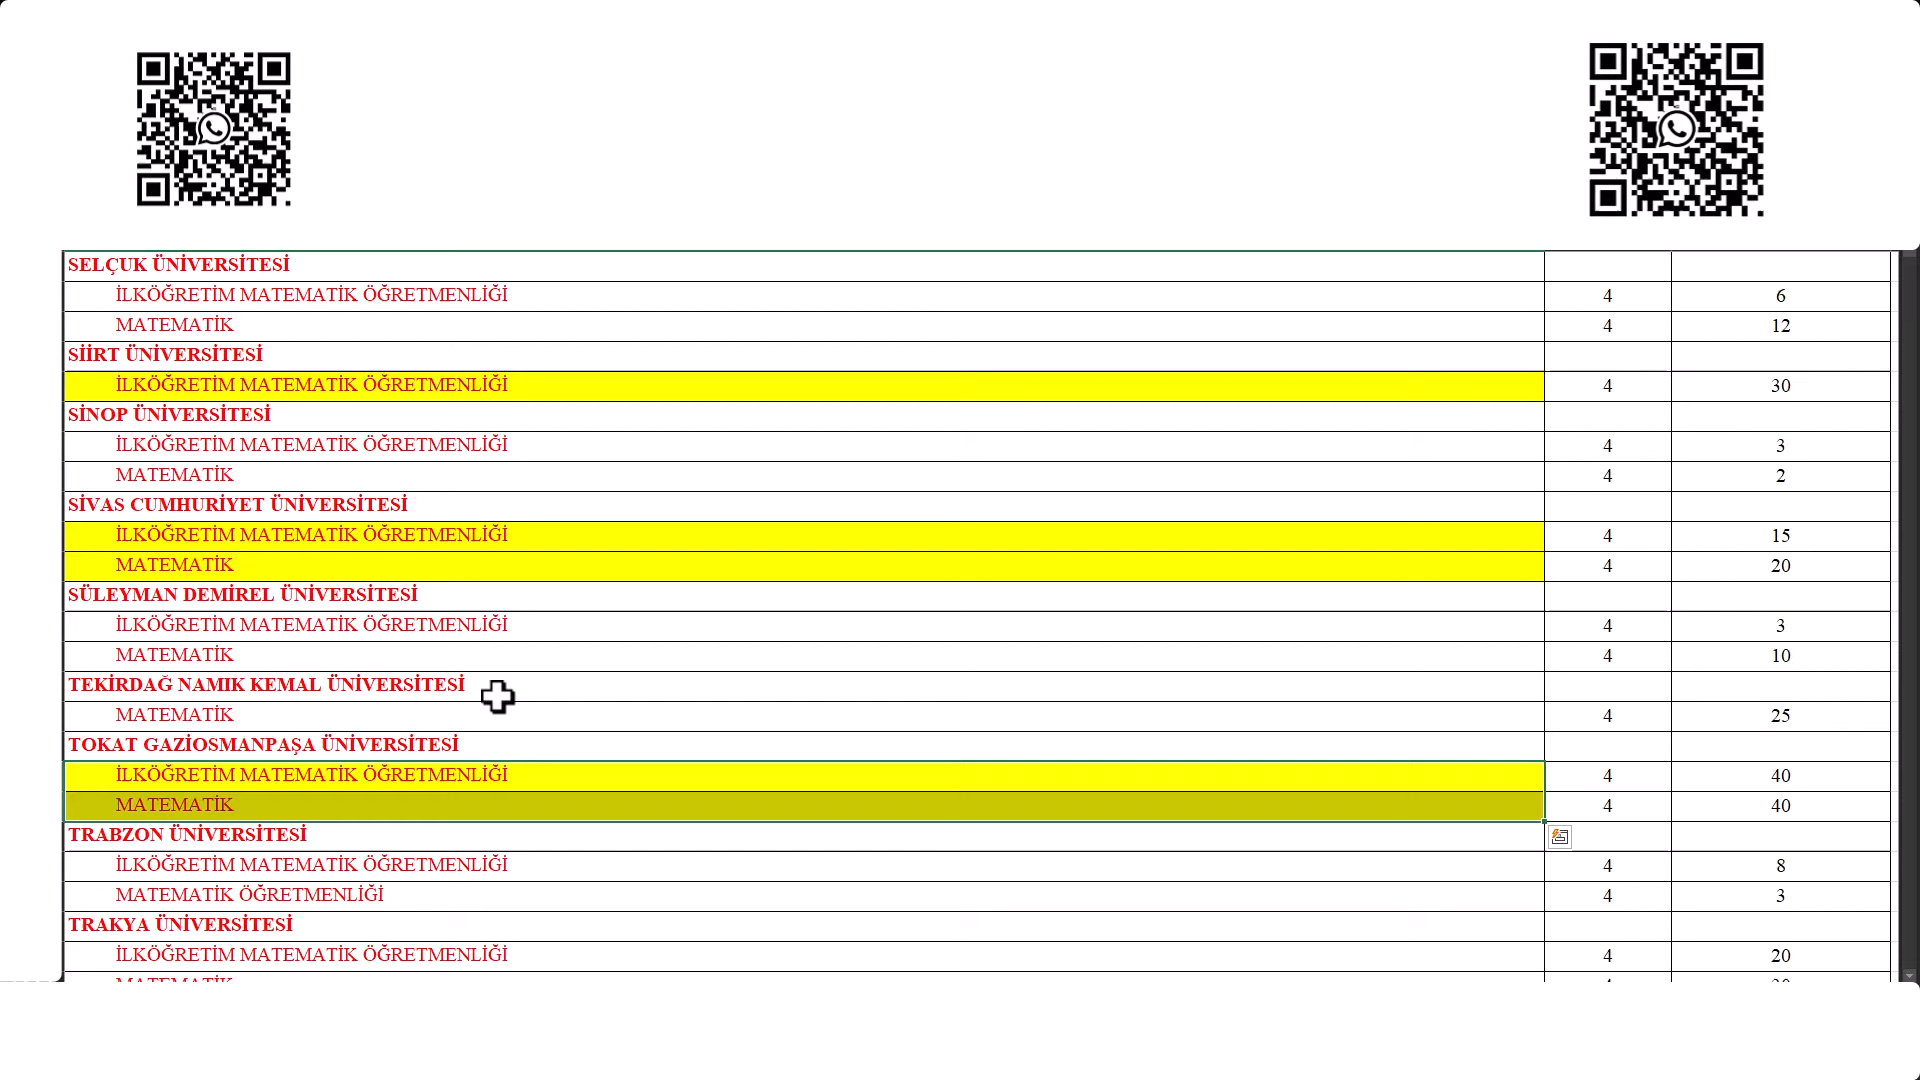 SELÇUK ÜNİVERSİTESİ
İLKÖĞRETİM MATEMATİK ÖĞRETMENLİĞİ 4 6
MATEMATİK 4 12
SİİRT ÜNİVERSİTESİ
İLKÖĞRETİM MATEMATİK ÖĞRETMENLİĞİ 4 30
SİNOP ÜNİVERSİTESİ
İLKÖĞRETİM MATEMATİK ÖĞRETMENLİĞİ 4 3
MATEMATİK 4 2
SİVAS CUMHURİYET ÜNİVERSİTESİ
İLKÖĞRETİM MATEMATİK ÖĞRETMENLİĞİ 4 15
MATEMATİK 4 20
SÜLEYMAN DEMİREL ÜNİVERSİTESİ
İLKÖĞRETİM MATEMATİK ÖĞRETMENLİĞİ 4 3
MATEMATİK 4 10
TEKİRDAĞ NAMIK KEMAL ÜNİVERSİTESİ
MATEMATİK 4 25
TOKAT GAZİOSMANPAŞA ÜNİVERSİTESİ
İLKÖĞRETİM MATEMATİK ÖĞRETMENLİĞİ 4 40
MATEMATİK 4 40
TRABZON ÜNİVERSİTESİ
İLKÖĞRETİM MATEMATİK ÖĞRETMENLİĞİ 4 8
MATEMATİK ÖĞRETMENLİĞİ 4 3
TRAKYA ÜNİVERSİTESİ
İLKÖĞRETİM MATEMATİK ÖĞRETMENLİĞİ 4 20
MATEMATİK